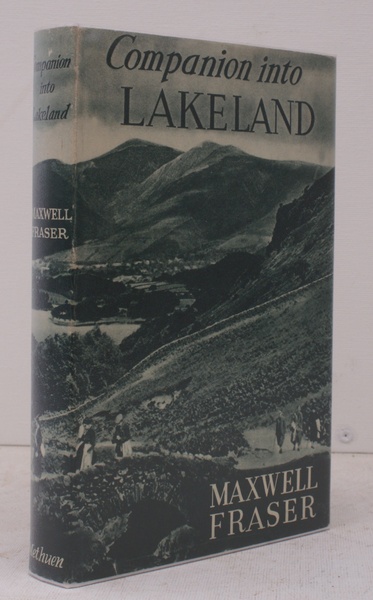 Companion into
LAKELAND
MAXWELL
FRASER
Companion
into
Lakeland
MAXWELL
FRASER
Methuen